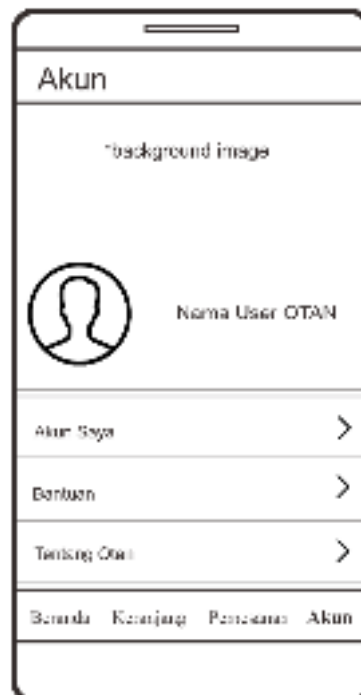 Akun
*background image
Nama User OTAN
Akun Saya
Bantuan
Tentang Otan
Beranda Keranjang Pemesanan Akun